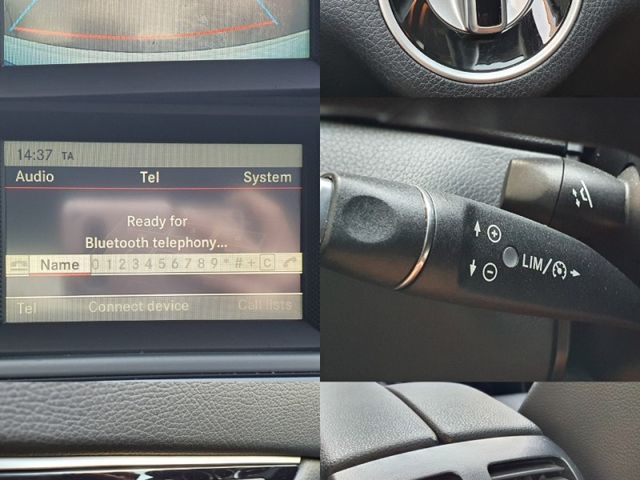 14:37 TA
Audio Tel System
Ready for
Bluetooth telephony...
Name 0 1 2 3 4 5 6 7 8 9 * # + C
Tel Connect device Call lists
LIM/